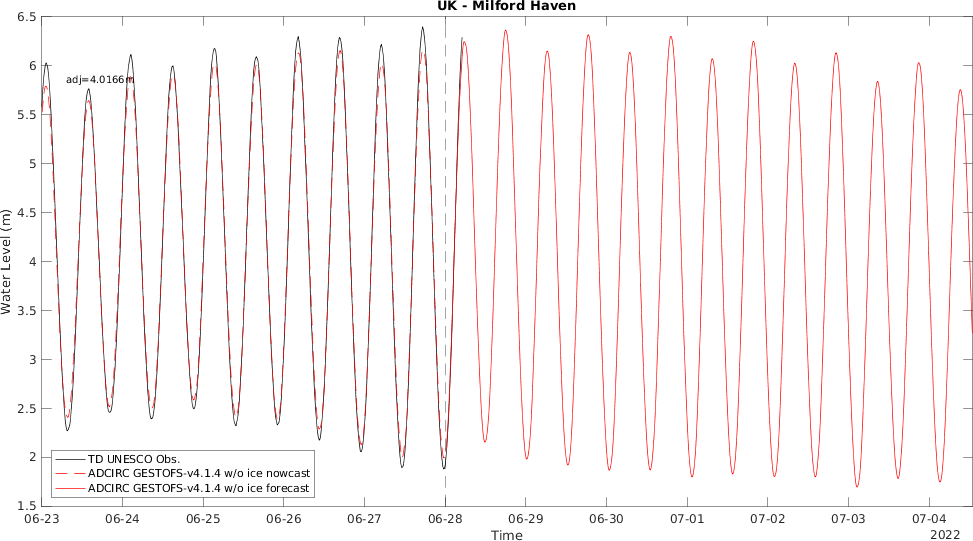 UK - Milford Haven
6.5
6
5.5
5
4.5
4
3.5
3
2.5
2
1.5
Water Level (m)
adj=4.0166m
TD UNESCO Obs.
ADCIRC GESTOFS-v4.1.4 w/o ice nowcast
ADCIRC GESTOFS-v4.1.4 w/o ice forecast
06-23 06-24 06-25 06-26 06-27 06-28 06-29 06-30 07-01 07-02 07-03 07-04
Time
2022